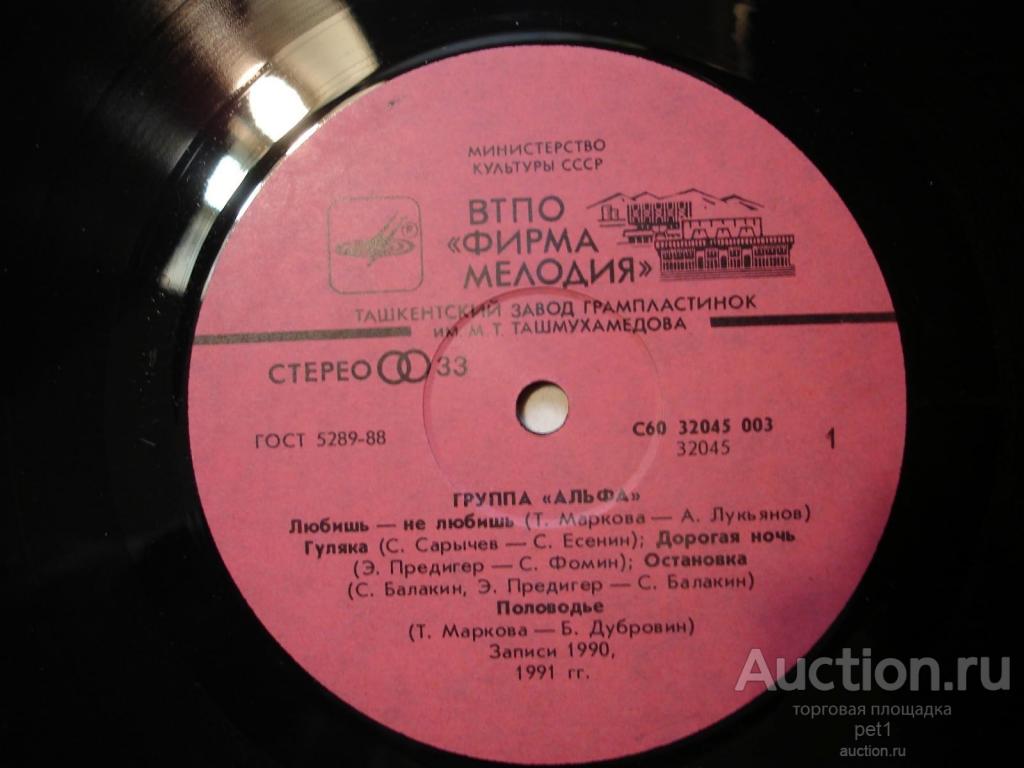 МИНИСТЕРСТВО
КУЛЬТУРЫ СССР
ВТПО
«ФИРМА
МЕЛОДИЯ»
ТАШКЕНТСКИЙ ЗАВОД ГРАМПЛАСТИНОК
ИМ. М. Т. ТАШМУХАМЕДОВА
СТЕРЕО 33
ГОСТ 5289-88
С60 32045 003
32045
1
ГРУППА «АЛЬФА»
Любишь — не любишь (Т. Маркова — А. Лукьянов)
Гуляка (С. Сарычев — С. Есенин); Дорогая ночь
(Э. Предигер — С. Фомин); Остановка
(С. Балакин, Э. Предигер — С. Балакин)
Половодье
(Т. Маркова — Б. Дубровин)
Записи 1990,
1991 гг.
Auction.ru
торговая площадка
pet1
auction.ru